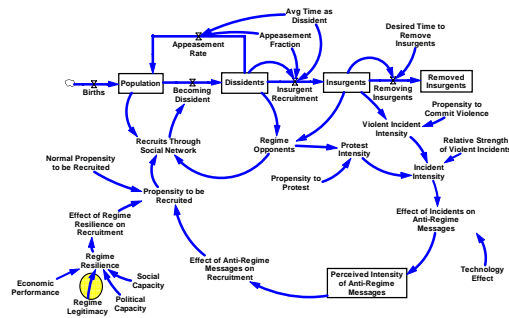 Avg Time as
Dissident
Appeasement
Fraction
Desired Time to
Remove
Insurgents
Appeasement
Rate
Births
Population
Becoming
Dissident
Dissidents
Insurgent
Recruitment
Insurgents
Removing
Insurgents
Removed
Insurgents
Propensity to
Commit Violence
Violent Incident
Intensity
Recruits Through
Social Network
Regime
Opponents
Protest
Intensity
Relative Strength
of Violent Incidents
Normal Propensity
to be Recruited
Incident
Intensity
Propensity to be
Recruited
Propensity to
Protest
Effect of Regime
Resilience on
Recruitment
Effect of Incidents on
Anti-Regime
Messages
Regime
Resilience
Economic
Performance
Social
Capacity
Effect of Anti-Regime
Messages on
Recruitment
Perceived Intensity
of Anti-Regime
Messages
Technology
Effect
Regime
Legitimacy
Political
Capacity